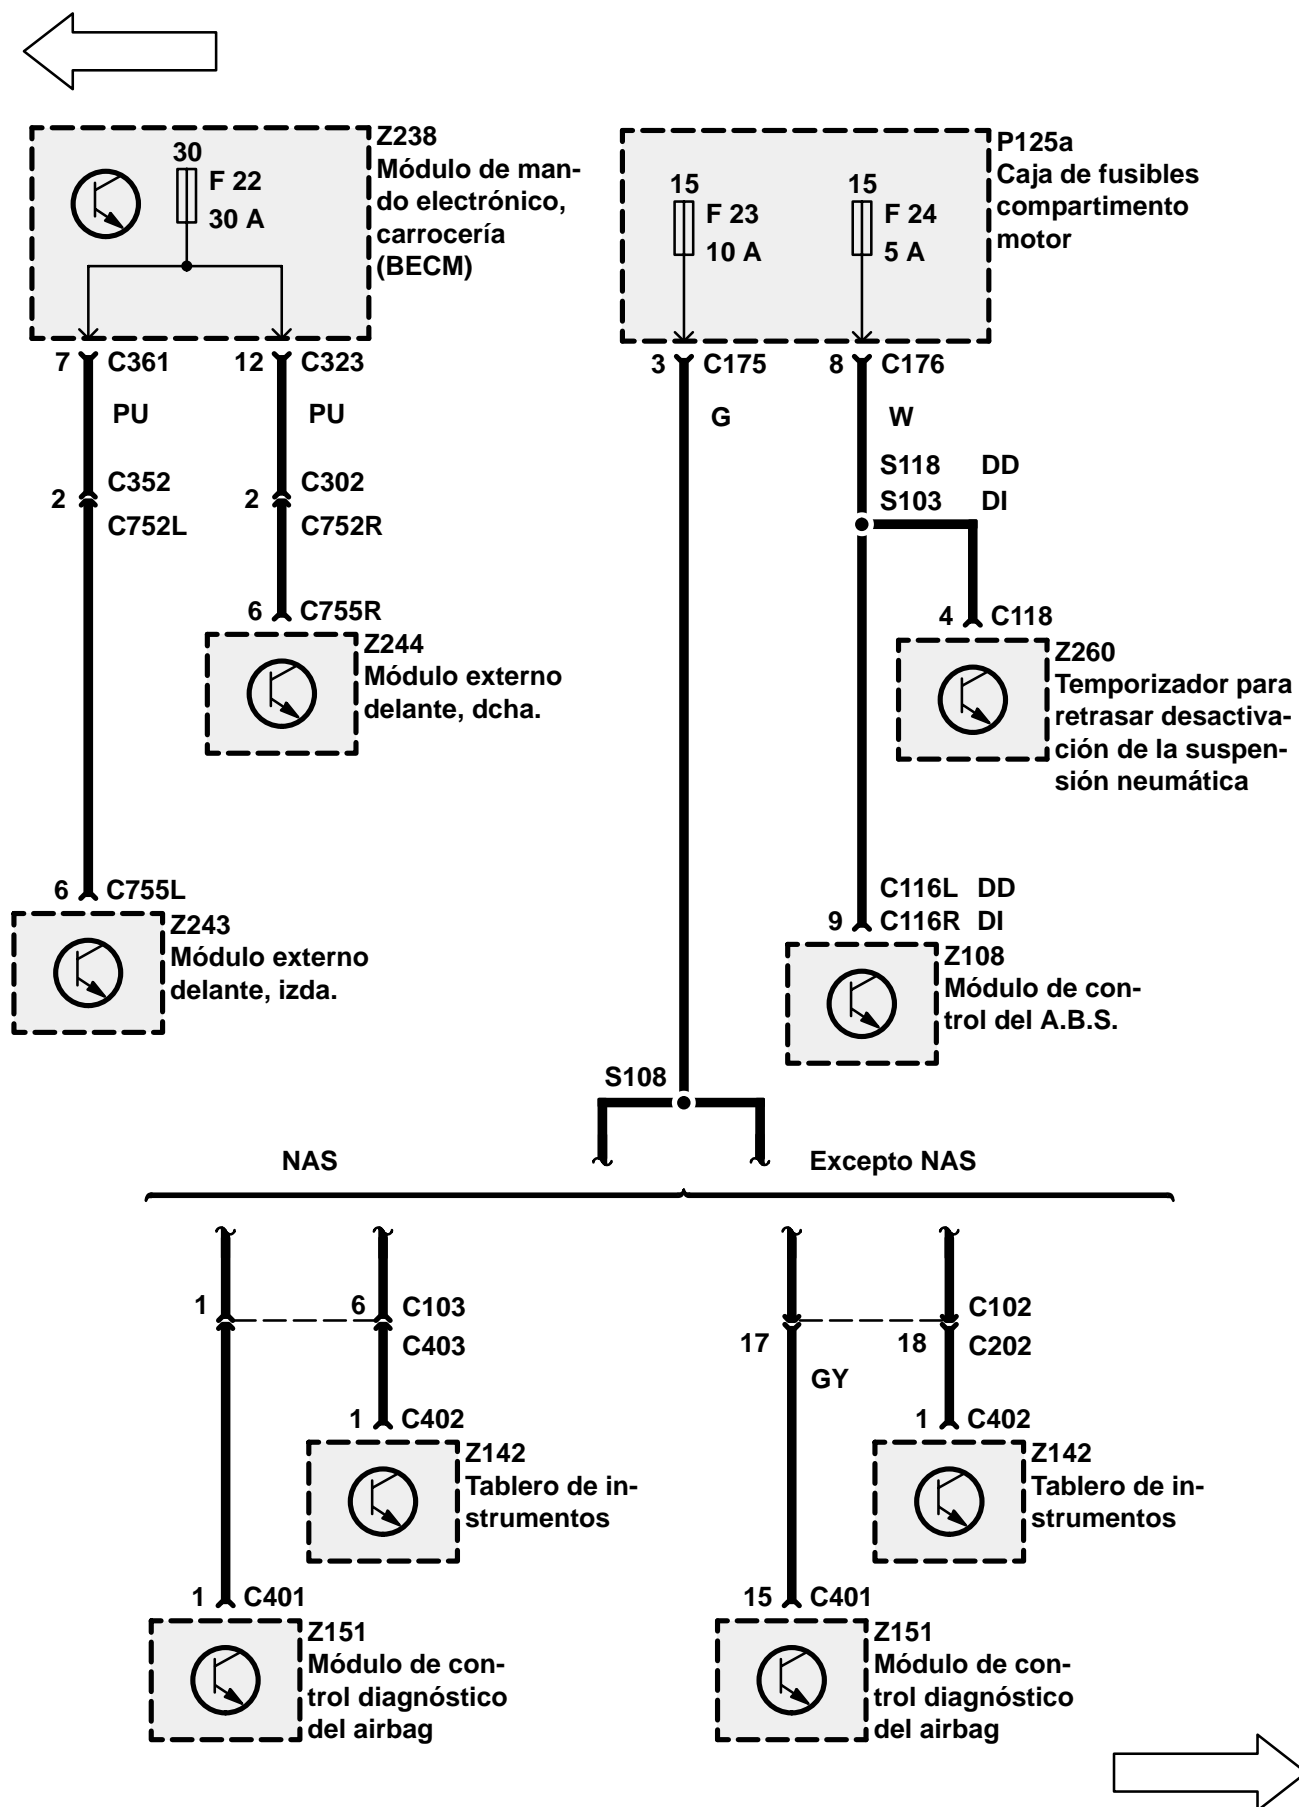 Z238
Módulo de man-
do electrónico,
carrocería
(BECM)
30
F 22
30 A
P125a
Caja de fusibles
compartimento
motor
15
F 23
10 A
15
F 24
5 A
7 C361
12 C323
3 C175
8 C176
PU
PU
G
W
S118 DD
S103 DI
2
C352
C752L
2
C302
C752R
6 C755R
Z244
Módulo externo
delante, dcha.
4 C118
Z260
Temporizador para
retrasar desactiva-
ción de la suspen-
sión neumática
6 C755L
Z243
Módulo externo
delante, izda.
C116L DD
9 C116R DI
Z108
Módulo de con-
trol del A.B.S.
S108
NAS
Excepto NAS
1
6 C103
C403
C102
17
18 C202
GY
1 C402
Z142
Tablero de in-
strumentos
1 C402
Z142
Tablero de in-
strumentos
1 C401
Z151
Módulo de con-
trol diagnóstico
del airbag
15 C401
Z151
Módulo de con-
trol diagnóstico
del airbag